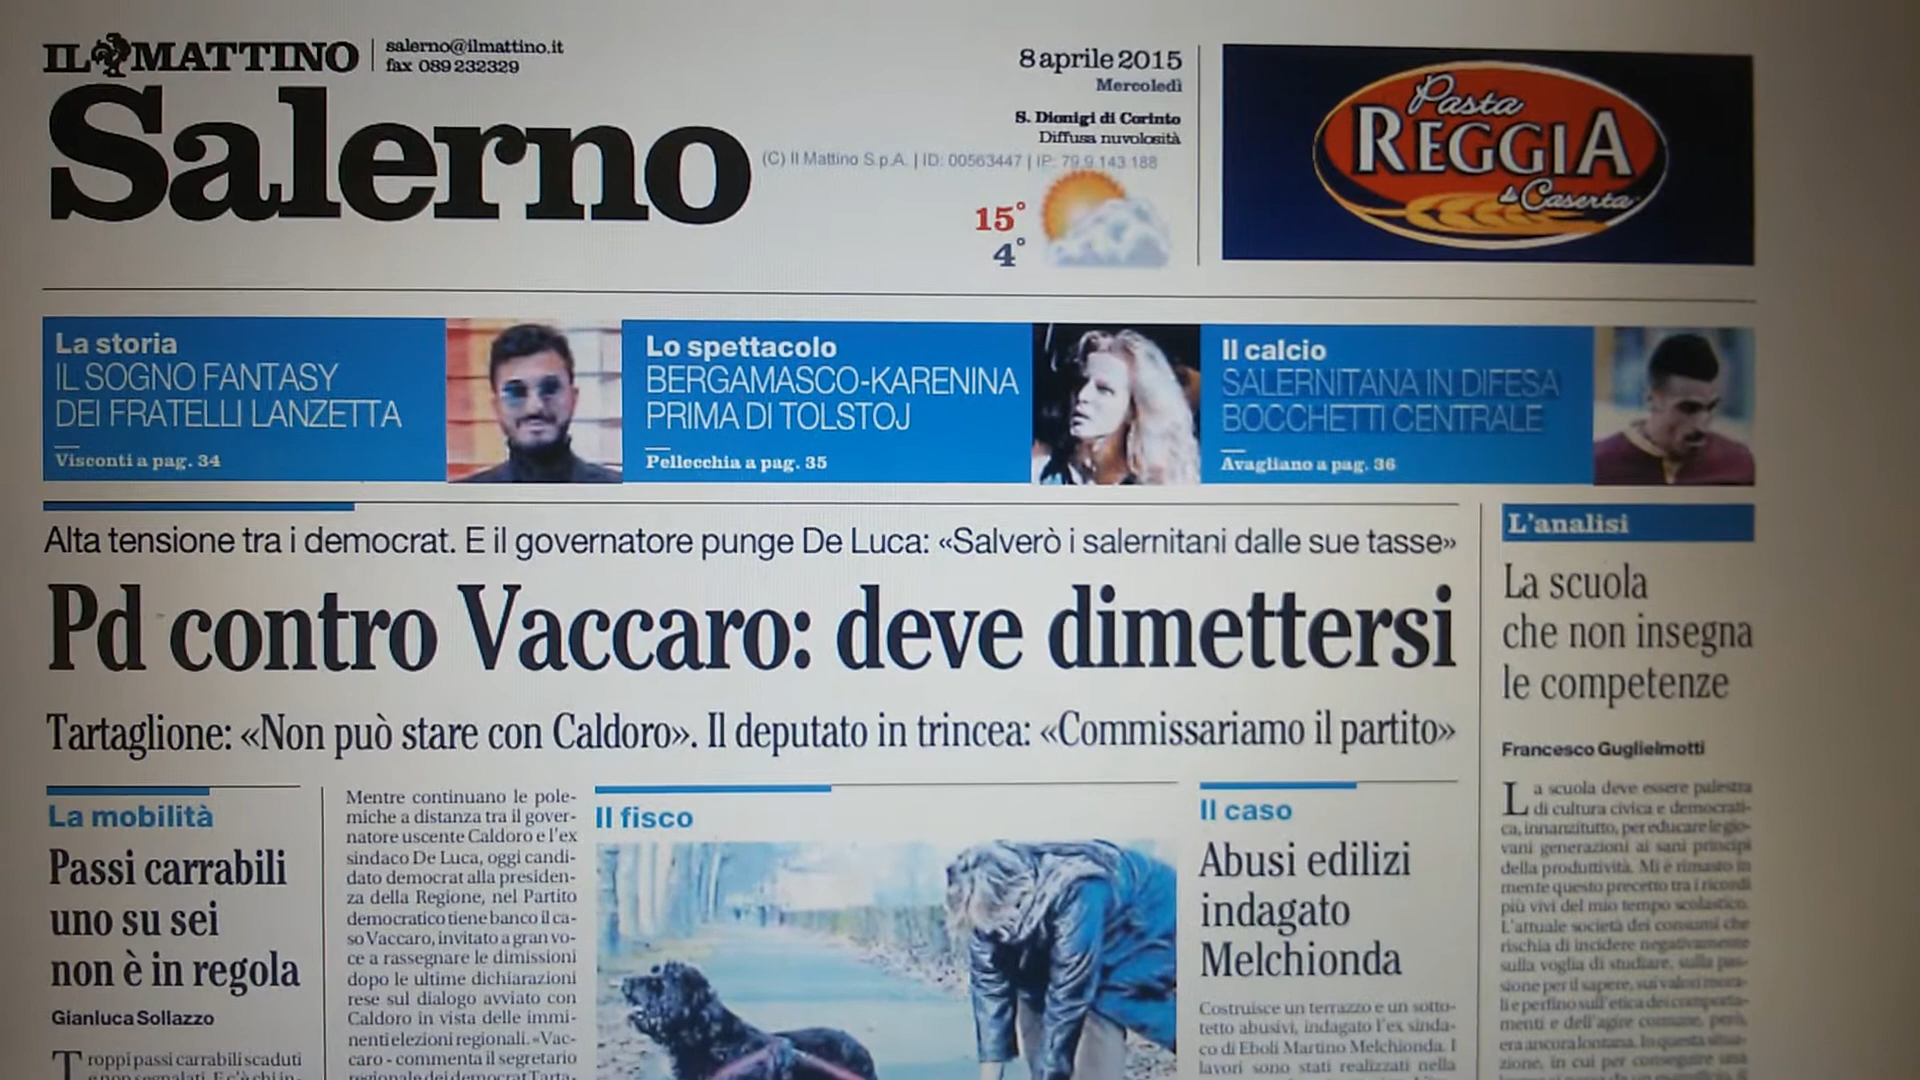 IL MATTINO
salerno@ilmattino.it
fax 089 232329
Salerno
8 aprile 2015
Mercoledì
S. Dionigi di Corinto
Diffusa nuvolosità
(C) Il Mattino S.p.A. | ID: 00563447 | IP: 79.9.143.188
15°
4°
Pasta
REGGIA
di Caserta
La storia
IL SOGNO FANTASY
DEI FRATELLI LANZETTA
Visconti a pag. 34
Lo spettacolo
BERGAMASCO-KARENINA
PRIMA DI TOLSTOJ
Pellecchia a pag. 35
Il calcio
SALERNITANA IN DIFESA
BOCCHETTI CENTRALE
Avagliano a pag. 36
Alta tensione tra i democrat. E il governatore punge De Luca: «Salverò i salernitani dalle sue tasse»
Pd contro Vaccaro: deve dimettersi
Tartaglione: «Non può stare con Caldoro». Il deputato in trincea: «Commissariamo il partito»
La mobilità
Passi carrabili
uno su sei
non è in regola
Gianluca Sollazzo
Troppi passi carrabili scaduti
Mentre continuano le pole-
miche a distanza tra il gover-
natore uscente Caldoro e l'ex
sindaco De Luca, oggi candi-
dato democrat alla presiden-
za della Regione, nel Partito
democratico tiene banco il ca-
so Vaccaro, invitato a gran vo-
ce a rassegnare le dimissioni
dopo le ultime dichiarazioni
rese sul dialogo avviato con
Caldoro in vista delle immi-
nenti elezioni regionali. «Vac-
caro - commenta il segretario
regionale dei democrat Tarta-
Il fisco
Il caso
Abusi edilizi
indagato
Melchionda
Costruisce un terrazzo e un sotto-
tetto abusivi, indagato l'ex sinda-
co di Eboli Martino Melchionda. I
lavori sono stati realizzati nella
L'analisi
La scuola
che non insegna
le competenze
Francesco Guglielmotti
La scuola deve essere palestra
di cultura civica e democrati-
ca, innanzitutto, per educare le gio-
vani generazioni ai sani principi
della produttività. Mi è rimasto in
mente questo precetto tra i ricordi
più vivi del mio tempo scolastico.
L'attuale società dei consumi che
rischia di incidere negativamente
sulla voglia di studiare, sulla pas-
sione per il sapere, sui valori mora-
li e perfino sull'etica dei comporta-
menti e dell'agire comune, però,
era ancora lontana. In questa situa-
zione, in cui per conseguire una